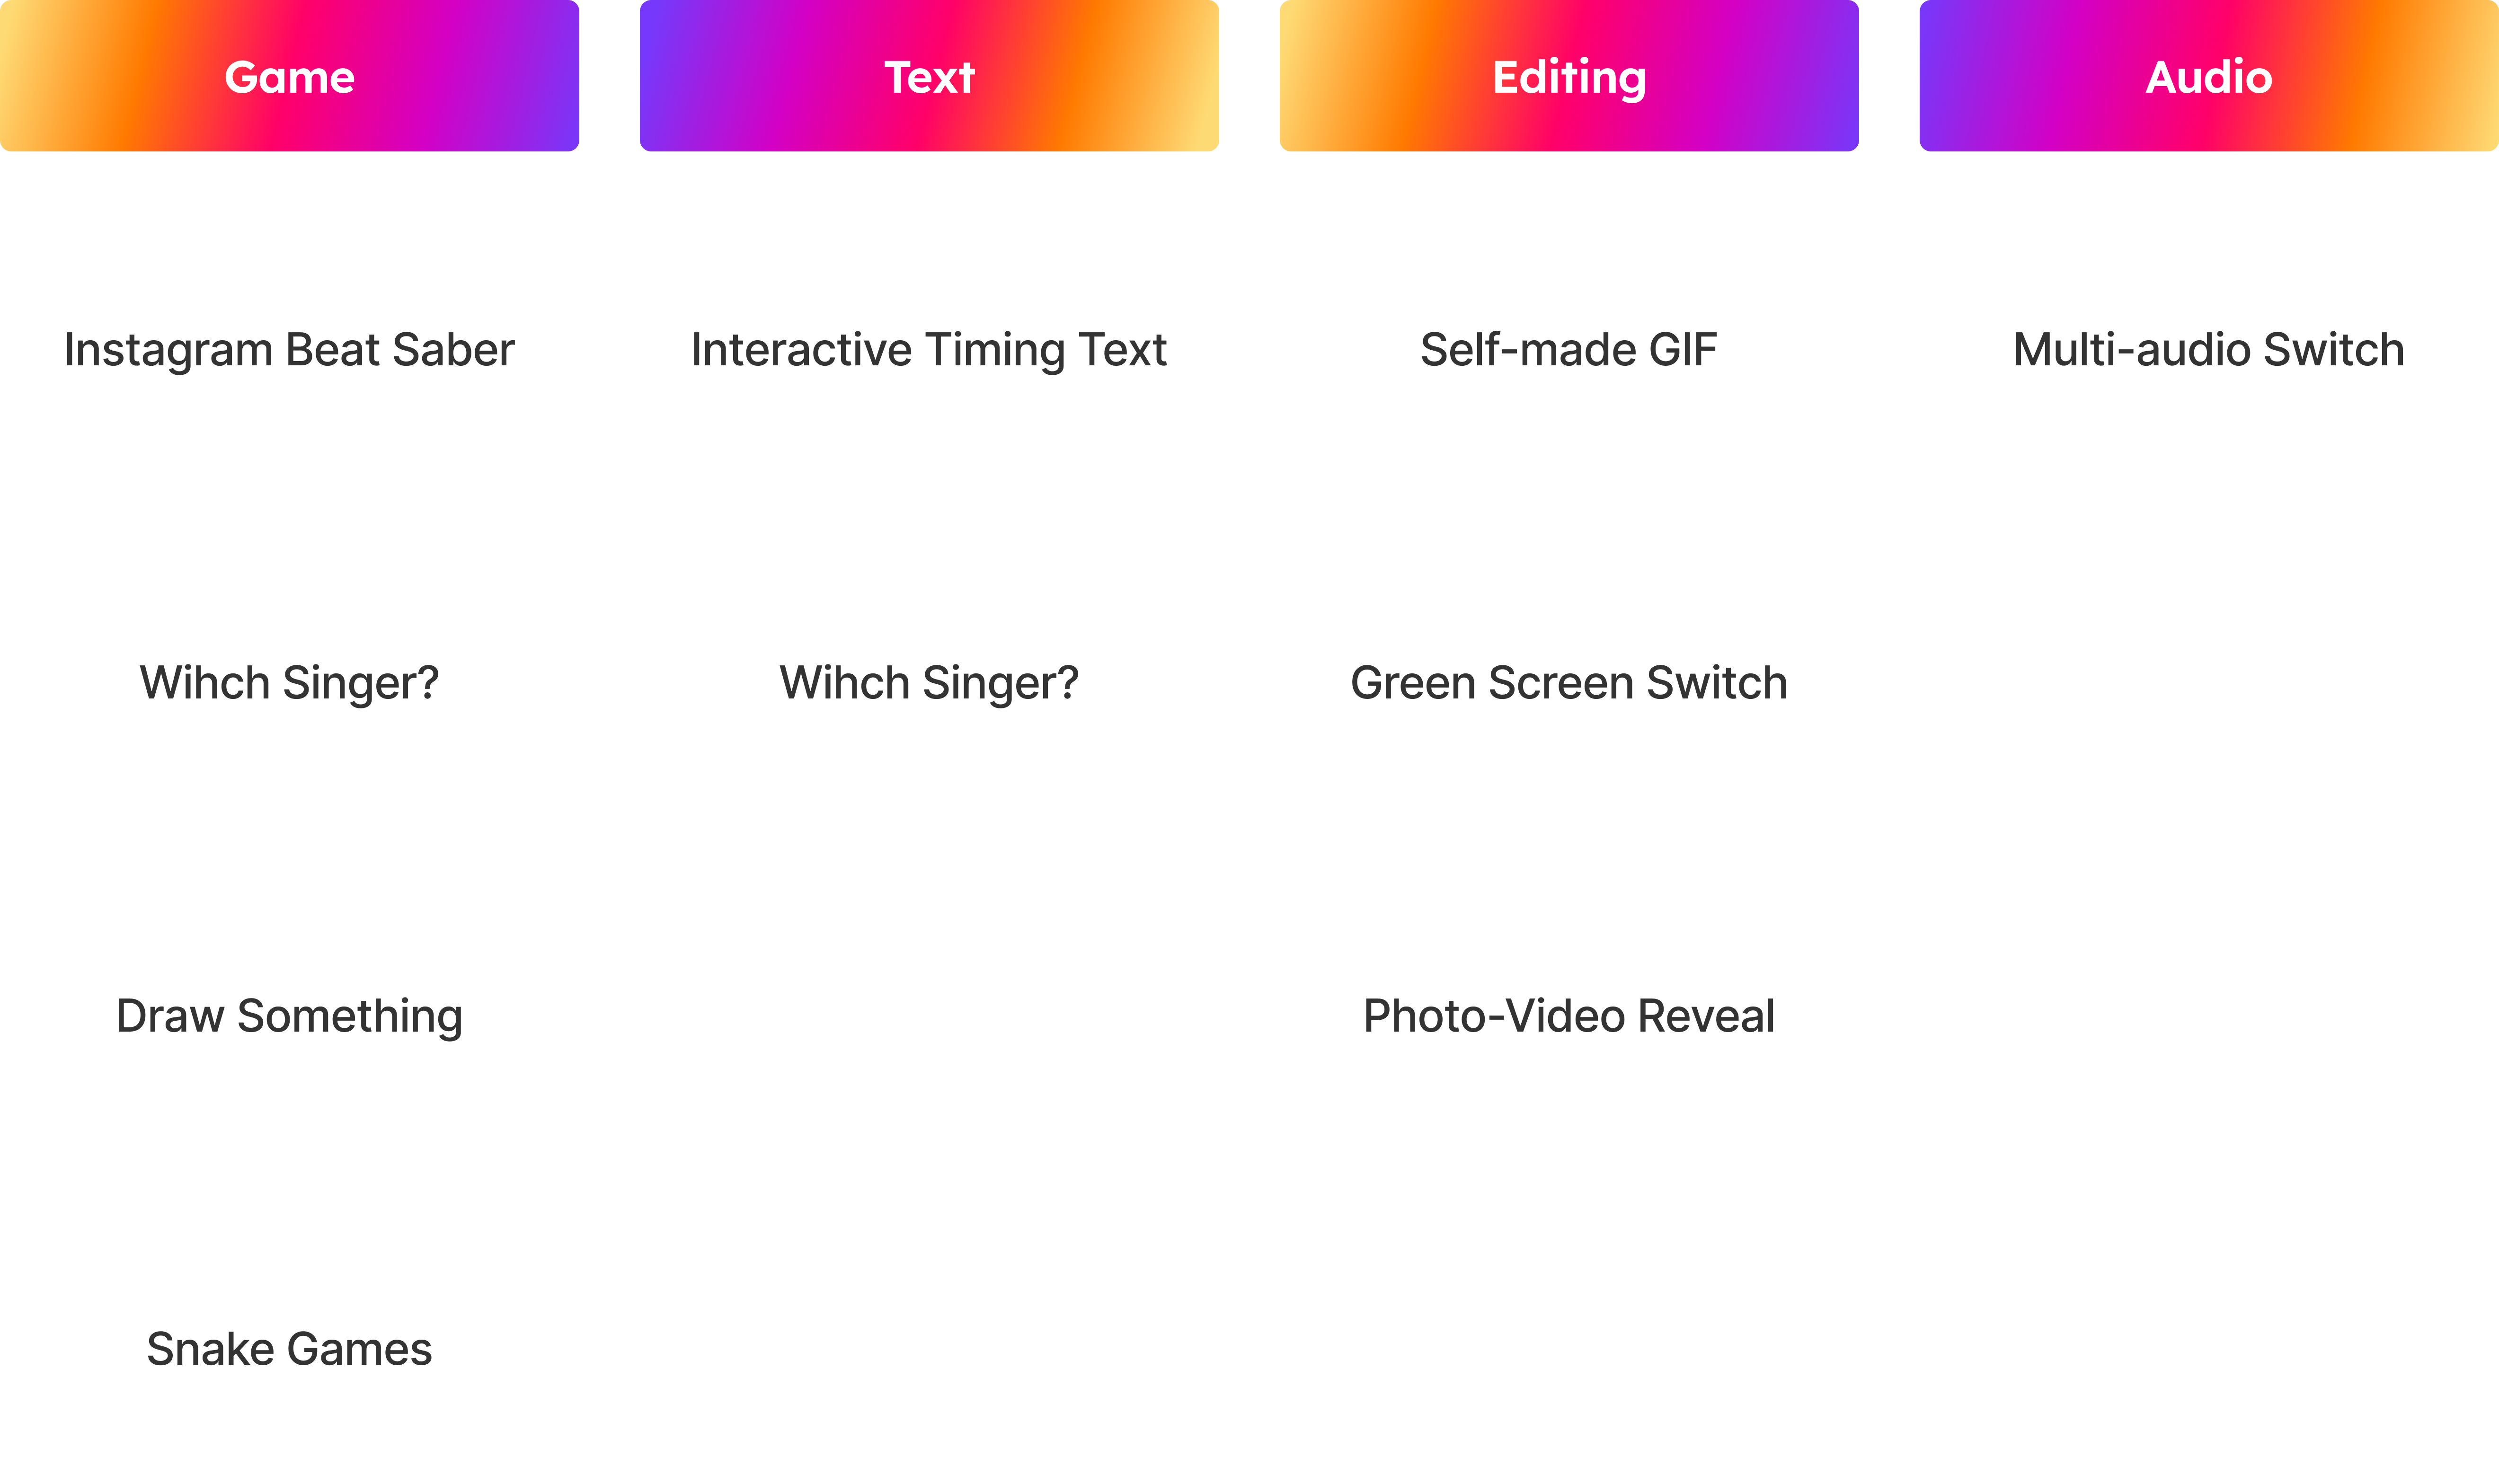 Game
Text
Editing
Audio
Instagram Beat Saber
Interactive Timing Text
Self-made GIF
Multi-audio Switch
Wihch Singer?
Wihch Singer?
Green Screen Switch
Draw Something
Photo-Video Reveal
Snake Games